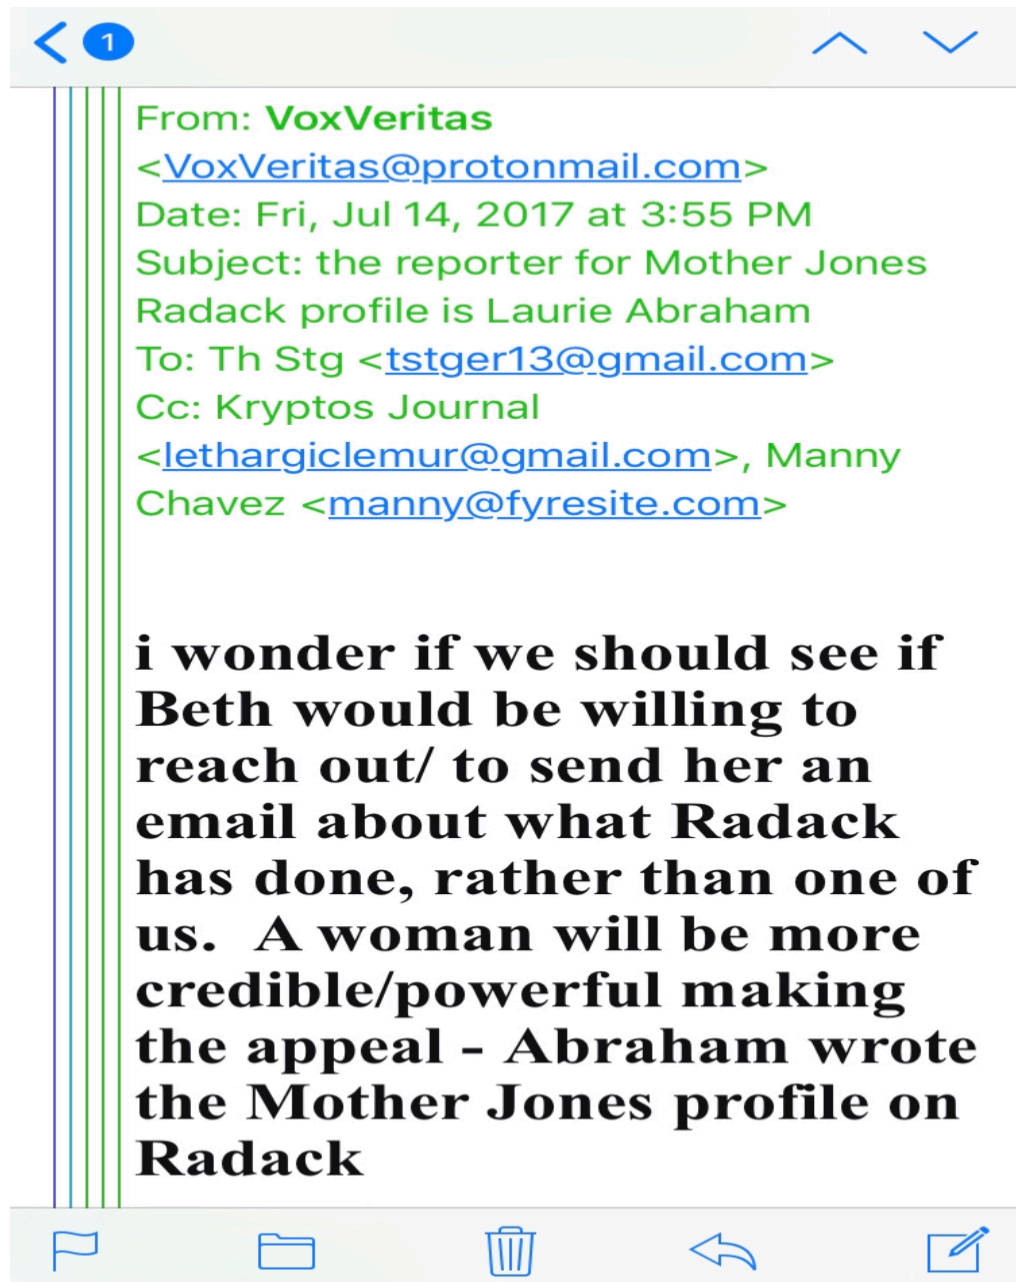 1
From: VoxVeritas
<VoxVeritas@protonmail.com>
Date: Fri, Jul 14, 2017 at 3:55 PM
Subject: the reporter for Mother Jones
Radack profile is Laurie Abraham
To: Th Stg <tstger13@gmail.com>
Cc: Kryptos Journal
<lethargiclemur@gmail.com>, Manny
Chavez <manny@fyresite.com>
i wonder if we should see if
Beth would be willing to
reach out/ to send her an
email about what Radack
has done, rather than one of
us.  A woman will be more
credible/powerful making
the appeal - Abraham wrote
the Mother Jones profile on
Radack